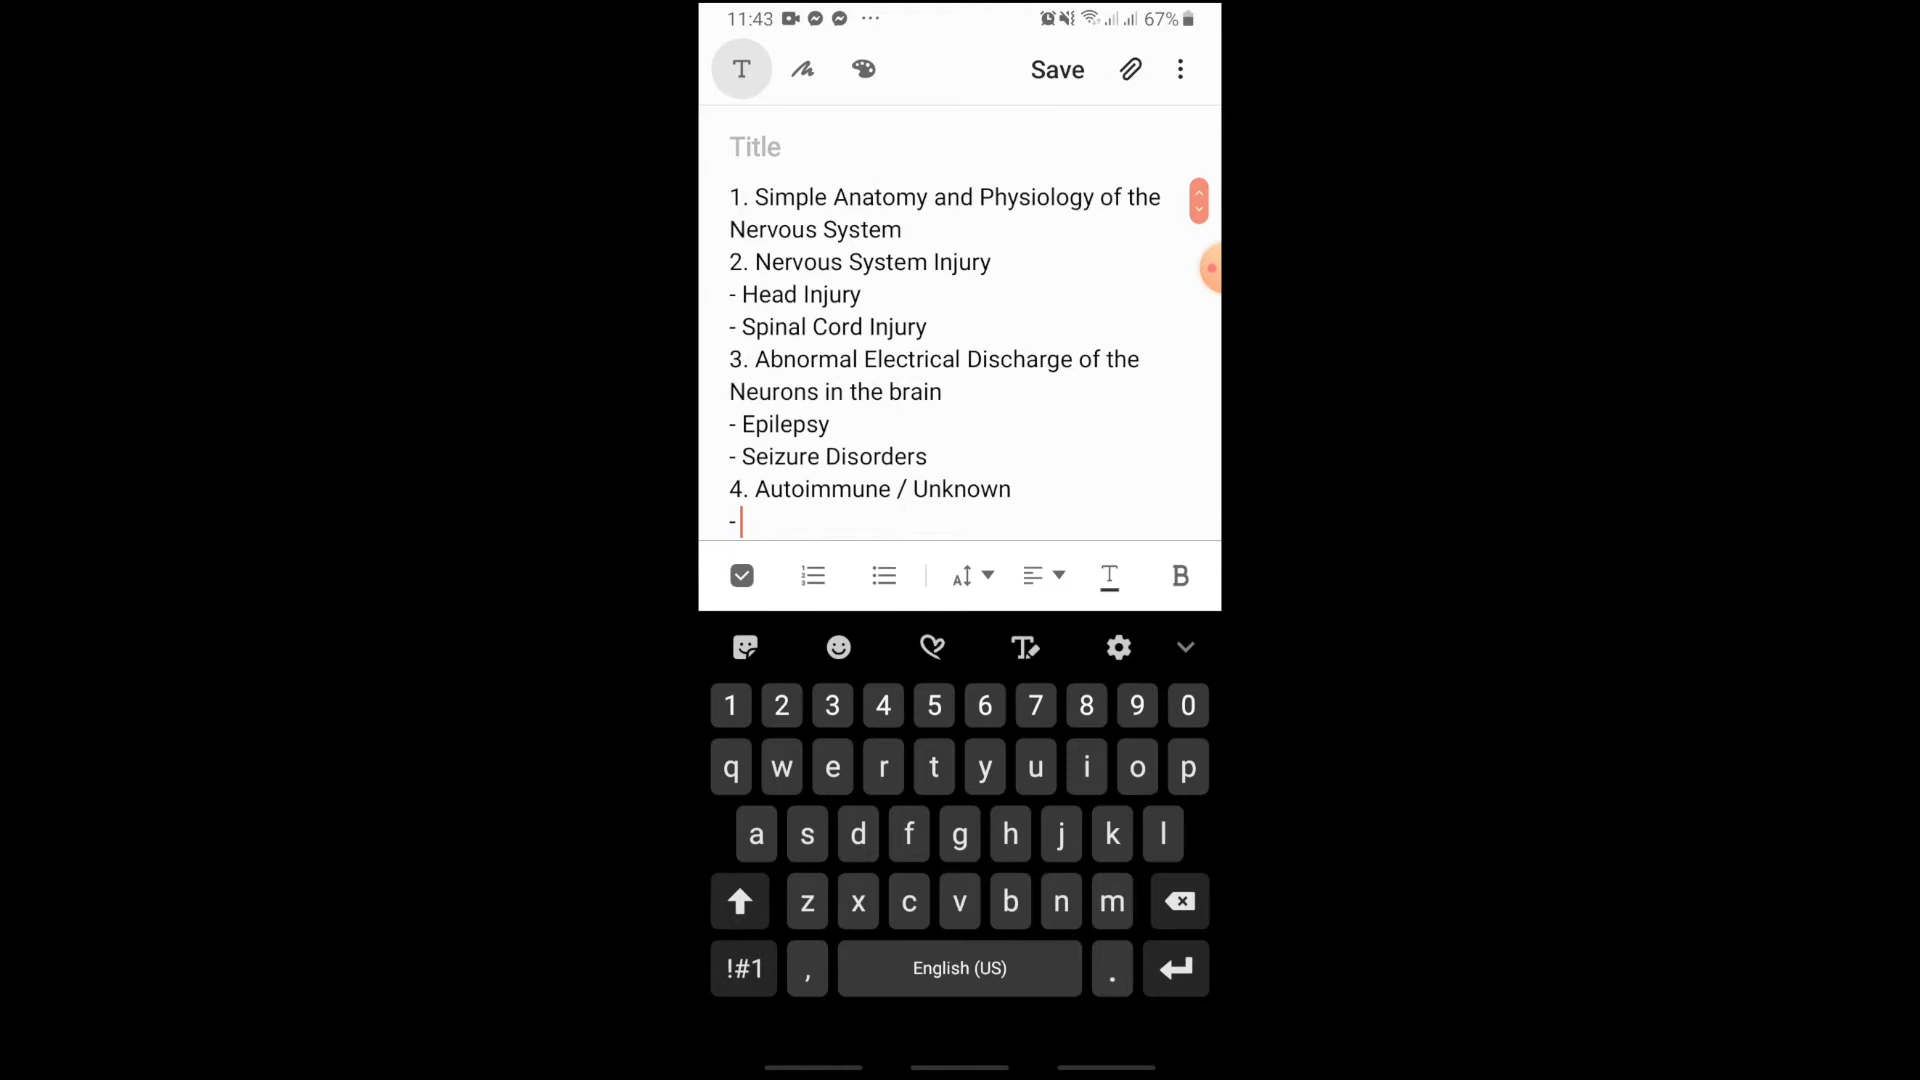 11:43 67%
T Save
Title
1. Simple Anatomy and Physiology of the
Nervous System
2. Nervous System Injury
- Head Injury
- Spinal Cord Injury
3. Abnormal Electrical Discharge of the
Neurons in the brain
- Epilepsy
- Seizure Disorders
4. Autoimmune / Unknown
-
A T B
T
1 2 3 4 5 6 7 8 9 0
q w e r t y u i o p
a s d f g h j k l
z x c v b n m
!#1 , English (US) .